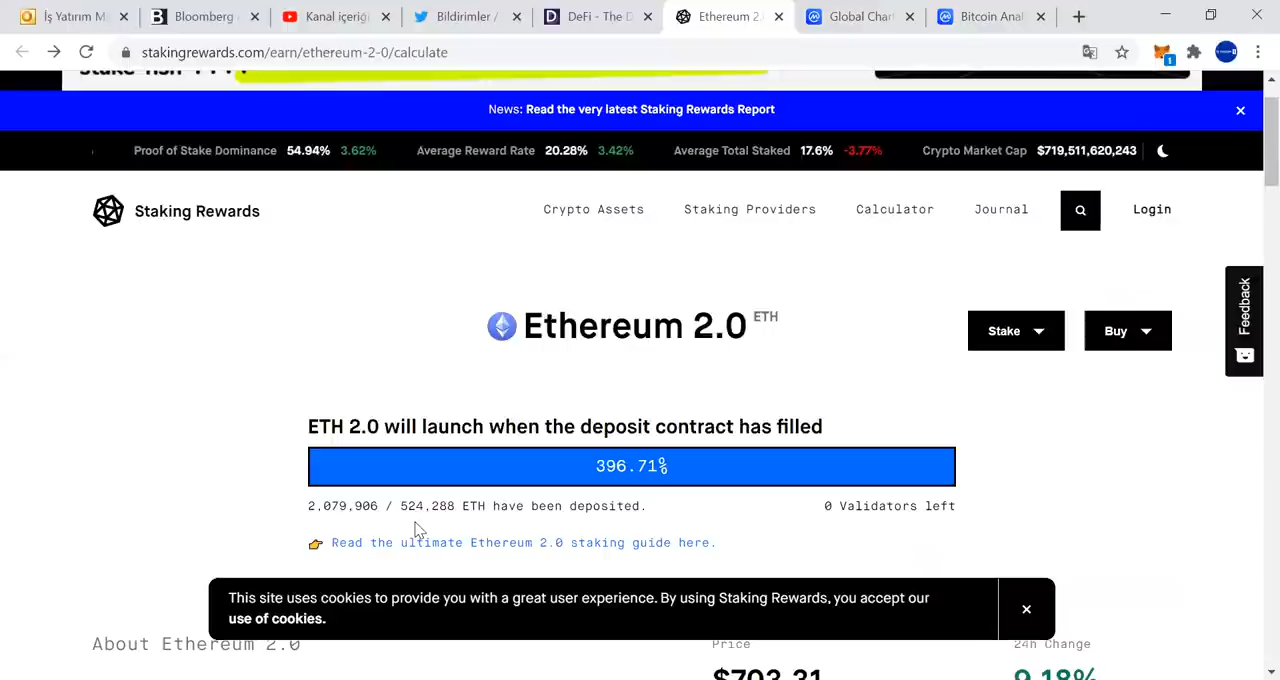 İş Yatırım M
Bloomberg
Kanal içeriği
Bildirimler /
DeFi - The D
Ethereum 2.
Global Char
Bitcoin Anal
stakingrewards.com/earn/ethereum-2-0/calculate
1
News: Read the very latest Staking Rewards Report
Proof of Stake Dominance 54.94% 3.62% Average Reward Rate 20.28% 3.42% Average Total Staked 17.6% -3.77% Crypto Market Cap $719,511,620,243
Staking Rewards
Crypto Assets Staking Providers Calculator Journal Login
Feedback
Ethereum 2.0 ETH
Stake Buy
ETH 2.0 will launch when the deposit contract has filled
396.71%
2,079,906 / 524,288 ETH have been deposited. 0 Validators left
👉 Read the ultimate Ethereum 2.0 staking guide here.
This site uses cookies to provide you with a great user experience. By using Staking Rewards, you accept our
use of cookies.
About Ethereum 2.0 Price 24h Change
$703.31 9.18%